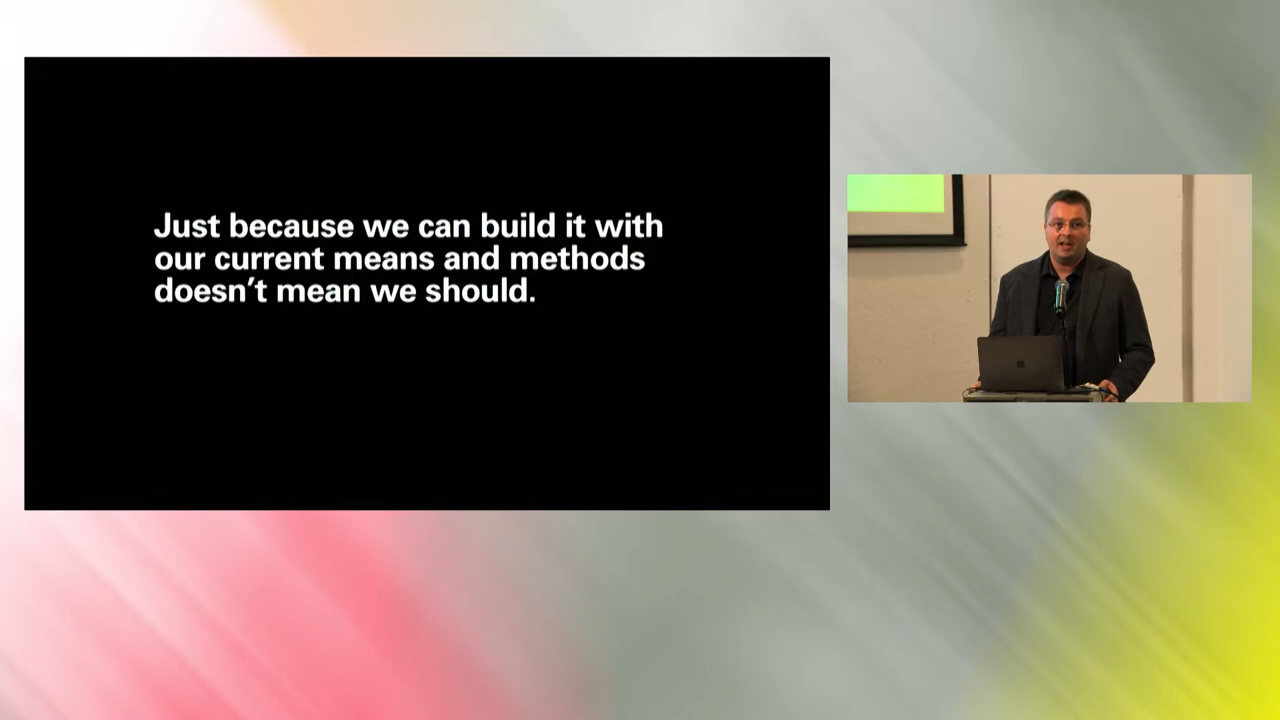 Just because we can build it with
our current means and methods
doesn’t mean we should.